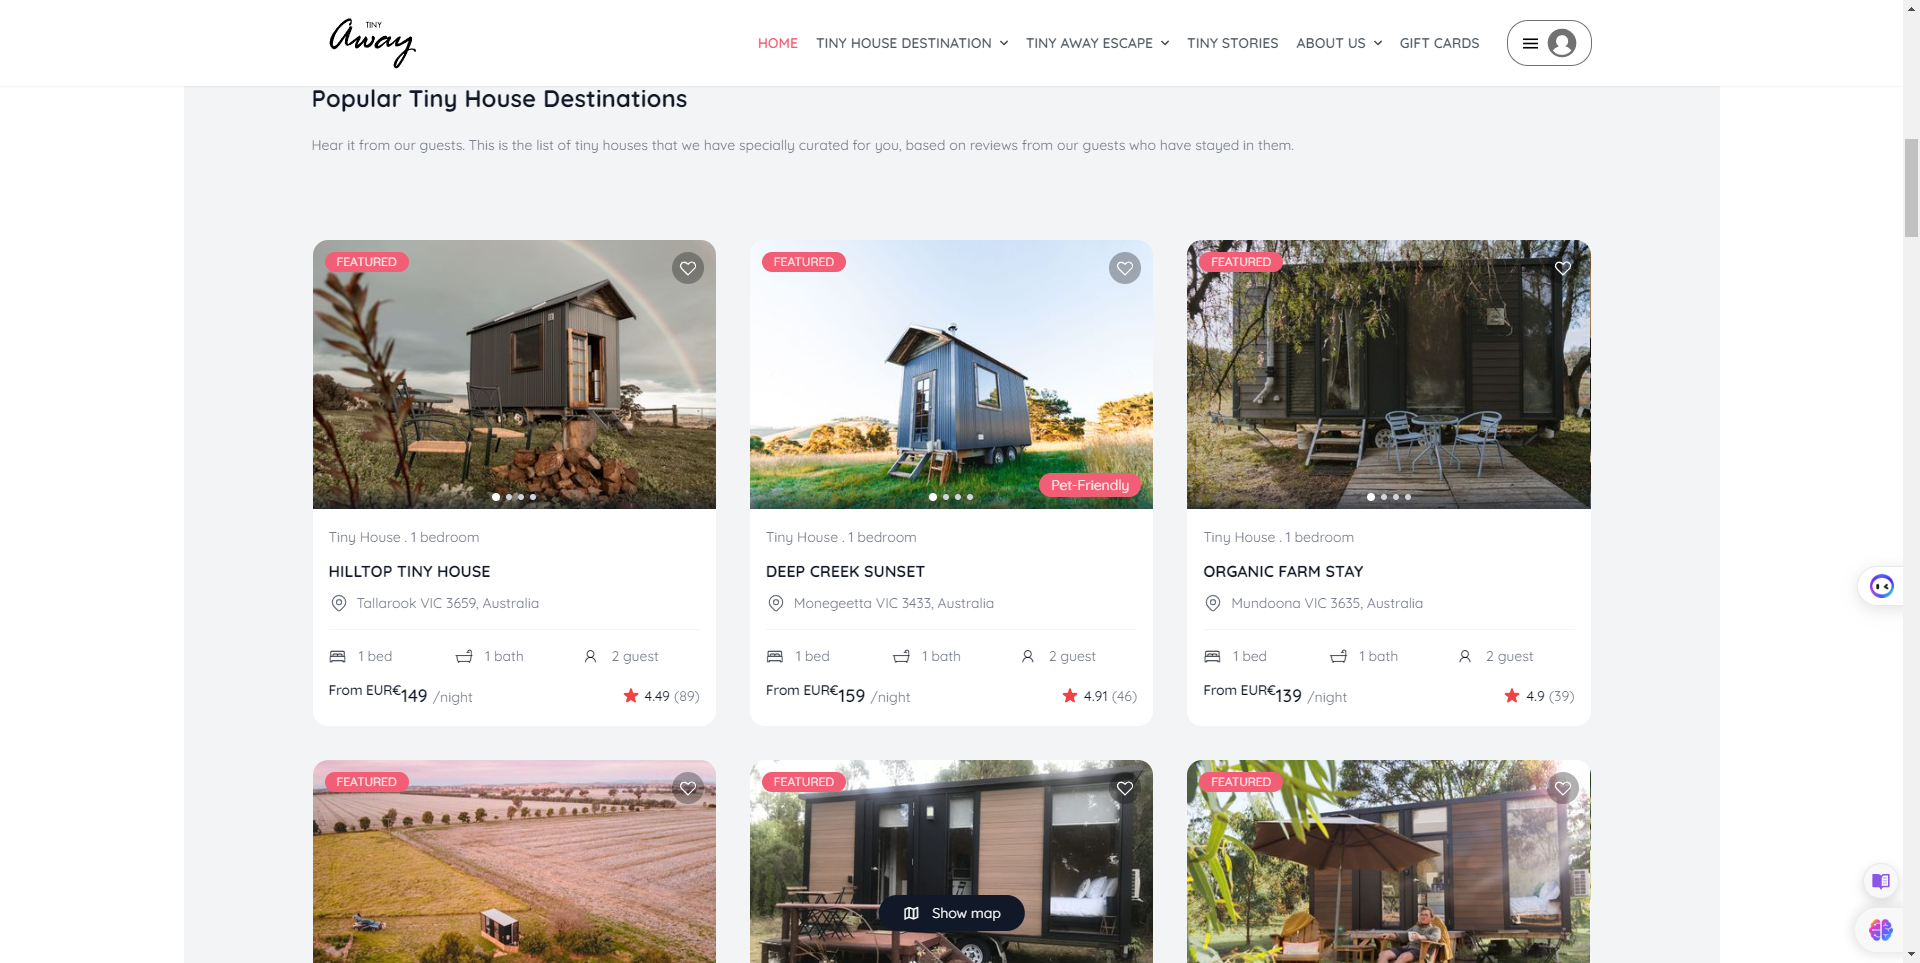 TINY
Away
HOME TINY HOUSE DESTINATION TINY AWAY ESCAPE TINY STORIES ABOUT US GIFT CARDS
Popular Tiny House Destinations
Hear it from our guests. This is the list of tiny houses that we have specially curated for you, based on reviews from our guests who have stayed in them.
FEATURED
Tiny House . 1 bedroom
HILLTOP TINY HOUSE
Tallarook VIC 3659, Australia
1 bed 1 bath 2 guest
From EUR€149 /night 4.49 (89)
FEATURED
Pet-Friendly
Tiny House . 1 bedroom
DEEP CREEK SUNSET
Monegeetta VIC 3433, Australia
1 bed 1 bath 2 guest
From EUR€159 /night 4.91 (46)
FEATURED
Tiny House . 1 bedroom
ORGANIC FARM STAY
Mundoona VIC 3635, Australia
1 bed 1 bath 2 guest
From EUR€139 /night 4.9 (39)
FEATURED
FEATURED
FEATURED
Show map